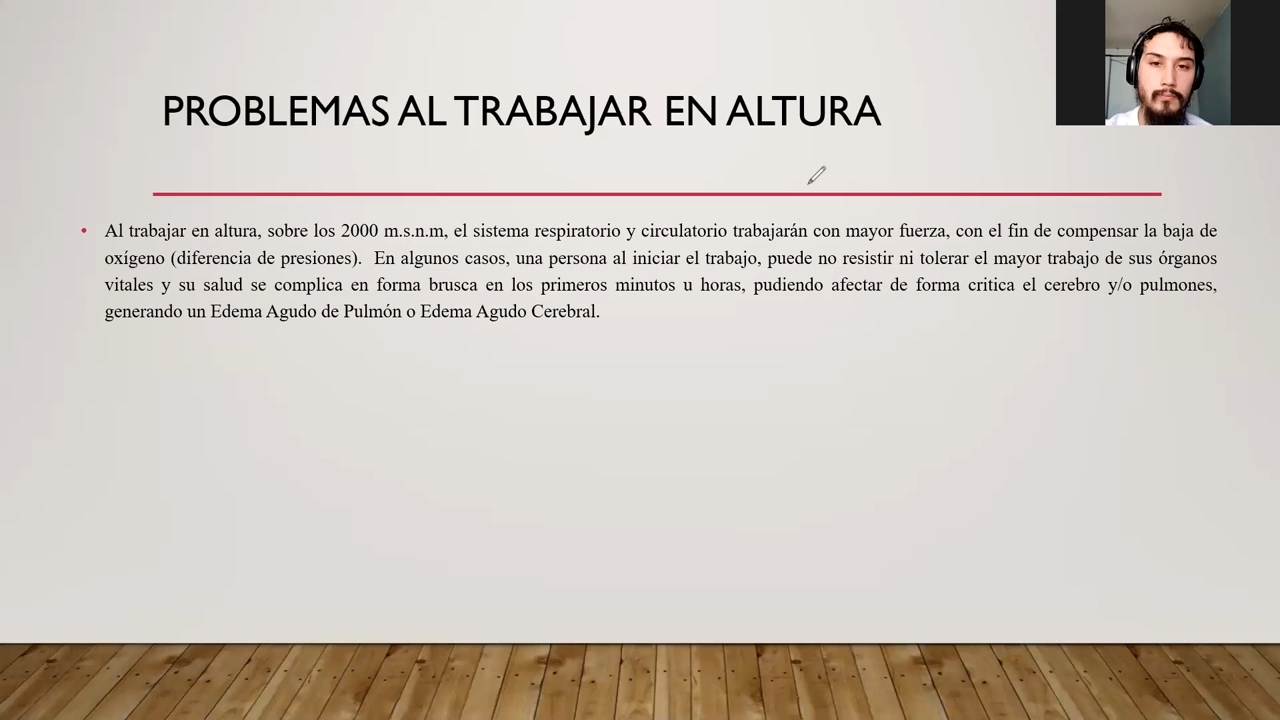 PROBLEMAS AL TRABAJAR EN ALTURA
• Al trabajar en altura, sobre los 2000 m.s.n.m, el sistema respiratorio y circulatorio trabajarán con mayor fuerza, con el fin de compensar la baja de
oxígeno (diferencia de presiones). En algunos casos, una persona al iniciar el trabajo, puede no resistir ni tolerar el mayor trabajo de sus órganos
vitales y su salud se complica en forma brusca en los primeros minutos u horas, pudiendo afectar de forma critica el cerebro y/o pulmones,
generando un Edema Agudo de Pulmón o Edema Agudo Cerebral.